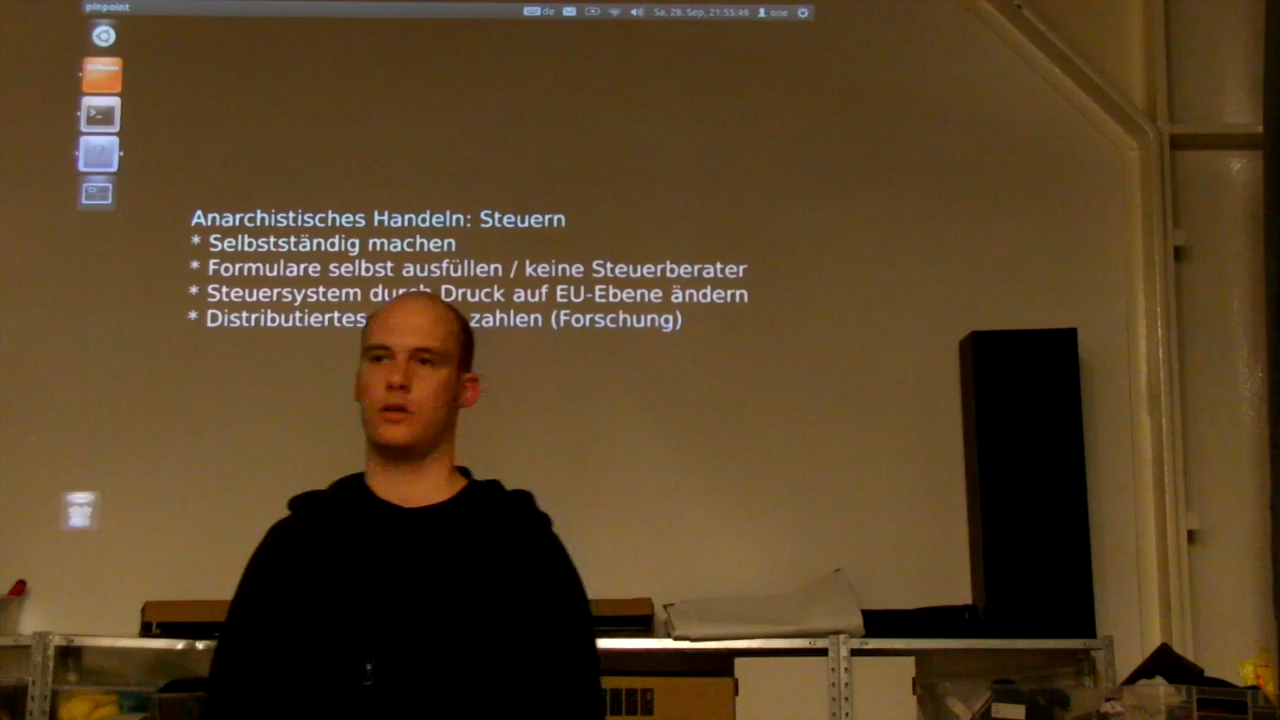 pinpoint
de
Sa, 28. Sep, 21:55:49
one
Anarchistisches Handeln: Steuern
* Selbstständig machen
* Formulare selbst ausfüllen / keine Steuerberater
* Steuersystem durch Druck auf EU-Ebene ändern
* Distributiertes zahlen (Forschung)